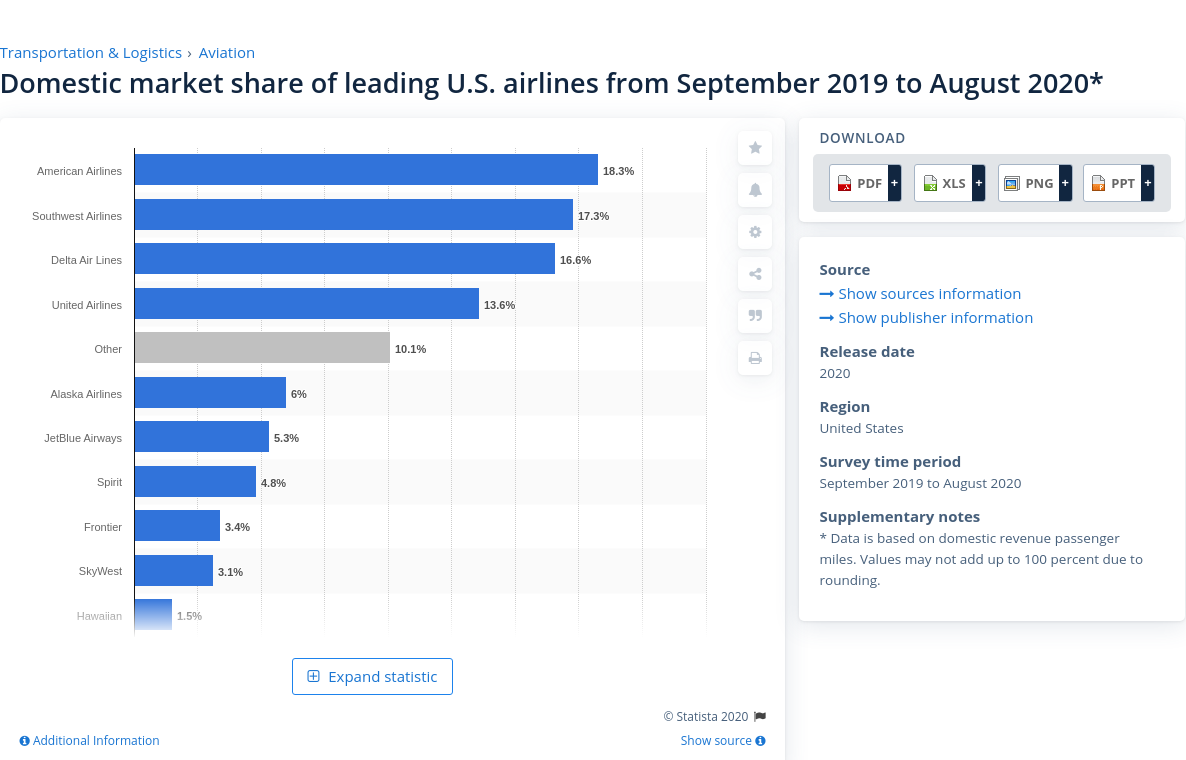 Transportation & Logistics › Aviation
Domestic market share of leading U.S. airlines from September 2019 to August 2020*
American Airlines 18.3%
Southwest Airlines 17.3%
Delta Air Lines 16.6%
United Airlines 13.6%
Other 10.1%
Alaska Airlines 6%
JetBlue Airways 5.3%
Spirit 4.8%
Frontier 3.4%
SkyWest 3.1%
Hawaiian 1.5%
Expand statistic
© Statista 2020
Additional Information
Show source
DOWNLOAD
PDF + XLS + PNG + PPT +
Source
Show sources information
Show publisher information
Release date
2020
Region
United States
Survey time period
September 2019 to August 2020
Supplementary notes
* Data is based on domestic revenue passenger
miles. Values may not add up to 100 percent due to
rounding.